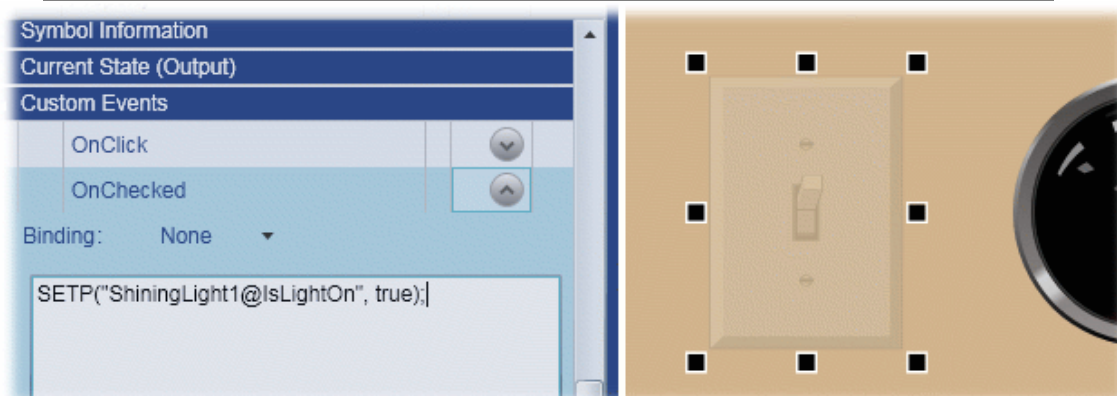 Symbol Information
Current State (Output)
Custom Events
OnClick
OnChecked
Binding: None
SETP("ShiningLight1@IsLightOn", true);